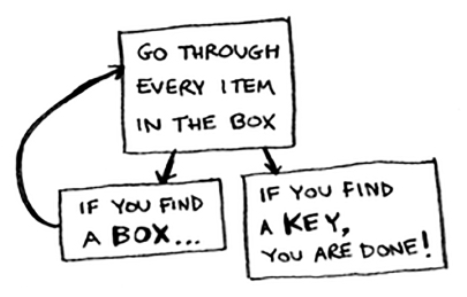 GO THROUGH
EVERY ITEM
IN THE BOX
IF YOU FIND
A BOX...
IF YOU FIND
A KEY,
YOU ARE DONE!